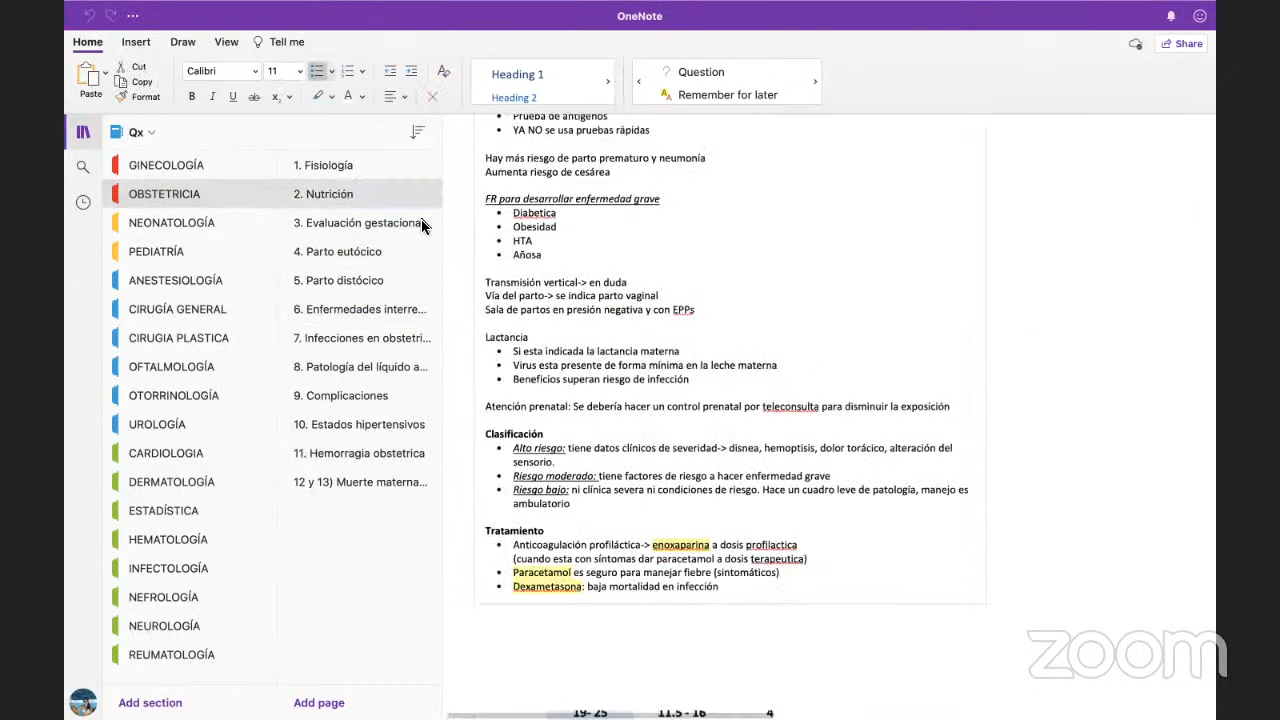 OneNote
Home
Insert
Draw
View
Tell me
Share
Paste
Cut
Copy
Format
Calibri
11
B
I
U
ab
Heading 1
Heading 2
Question
Remember for later
Qx
GINECOLOGÍA
OBSTETRICIA
NEONATOLOGÍA
PEDIATRÍA
ANESTESIOLOGÍA
CIRUGÍA GENERAL
CIRUGIA PLASTICA
OFTALMOLOGÍA
OTORRINOLOGÍA
UROLOGÍA
CARDIOLOGIA
DERMATOLOGÍA
ESTADÍSTICA
HEMATOLOGÍA
INFECTOLOGÍA
NEFROLOGÍA
NEUROLOGÍA
REUMATOLOGÍA
Add section
1. Fisiología
2. Nutrición
3. Evaluación gestaciona
4. Parto eutócico
5. Parto distócico
6. Enfermedades interre...
7. Infecciones en obstetri...
8. Patología del líquido a...
9. Complicaciones
10. Estados hipertensivos
11. Hemorragia obstetrica
12 y 13) Muerte materna...
Add page
Prueba de antígenos
YA NO se usa pruebas rápidas
Hay más riesgo de parto prematuro y neumonía
Aumenta riesgo de cesárea
FR para desarrollar enfermedad grave
Diabetica
Obesidad
HTA
Añosa
Transmisión vertical-> en duda
Vía del parto-> se indica parto vaginal
Sala de partos en presión negativa y con EPPs
Lactancia
Si esta indicada la lactancia materna
Virus esta presente de forma mínima en la leche materna
Beneficios superan riesgo de infección
Atención prenatal: Se debería hacer un control prenatal por teleconsulta para disminuir la exposición
Clasificación
Alto riesgo: tiene datos clínicos de severidad-> disnea, hemoptisis, dolor torácico, alteración del
sensorio.
Riesgo moderado: tiene factores de riesgo a hacer enfermedad grave
Riesgo bajo: ni clínica severa ni condiciones de riesgo. Hace un cuadro leve de patología, manejo es
ambulatorio
Tratamiento
Anticoagulación profiláctica-> enoxaparina a dosis profilactica
(cuando esta con síntomas dar paracetamol a dosis terapeutica)
Paracetamol es seguro para manejar fiebre (sintomáticos)
Dexametasona: baja mortalidad en infección
19- 25 11.5 - 16 4
zoom